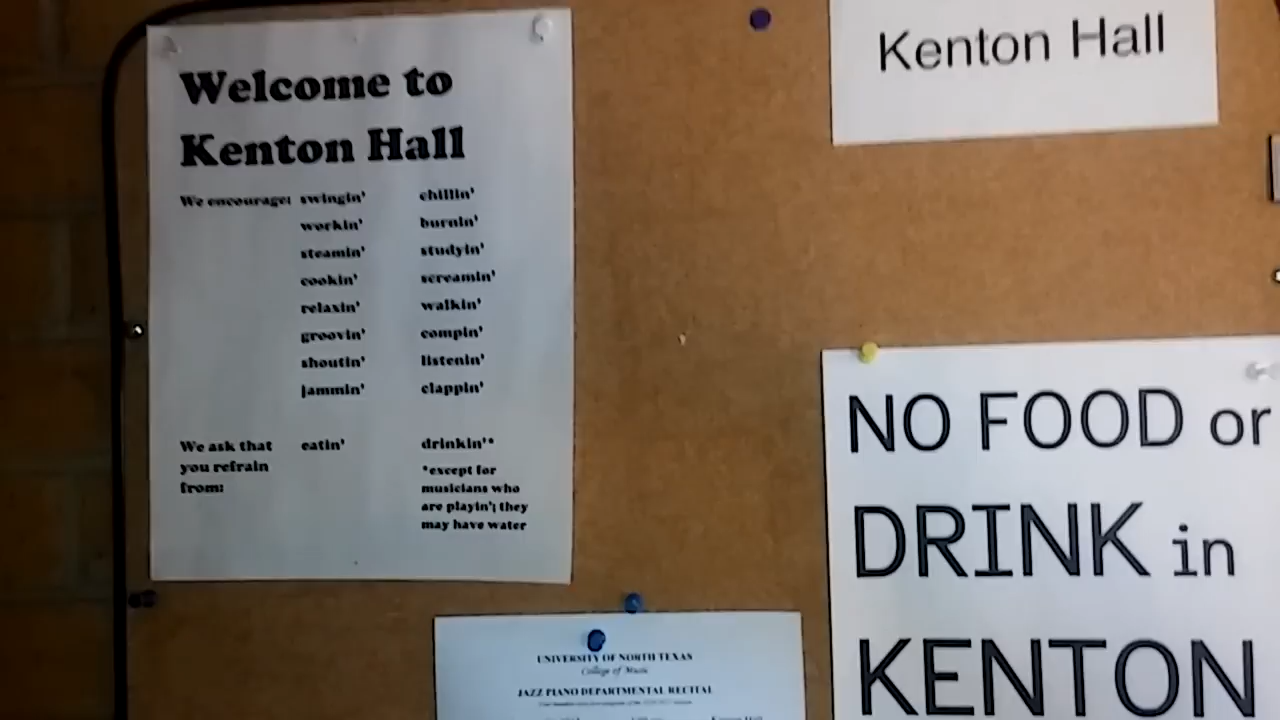 Welcome to
Kenton Hall
We encourage: swingin' chillin'
workin' burnin'
steamin' studyin'
cookin' screamin'
relaxin' walkin'
groovin' compin'
shoutin' listenin'
jammin' clappin'
We ask that you refrain from: eatin' drinkin'*
*except for
musicians who
are playin'; they
may have water
Kenton Hall
NO FOOD or
DRINK in
KENTON
UNIVERSITY OF NORTH TEXAS
College of Music
JAZZ PIANO DEPARTMENTAL RECITAL